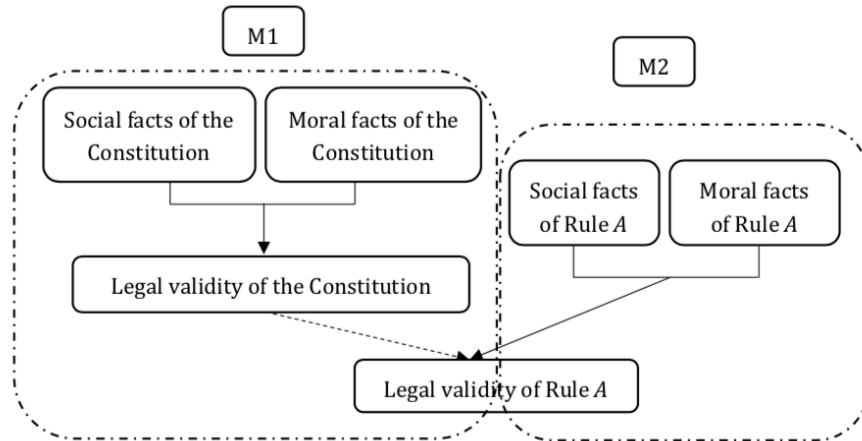 M1
M2
Social facts of the
Constitution
Moral facts of the
Constitution
Social facts
of Rule A
Moral facts
of Rule A
Legal validity of the Constitution
Legal validity of Rule A